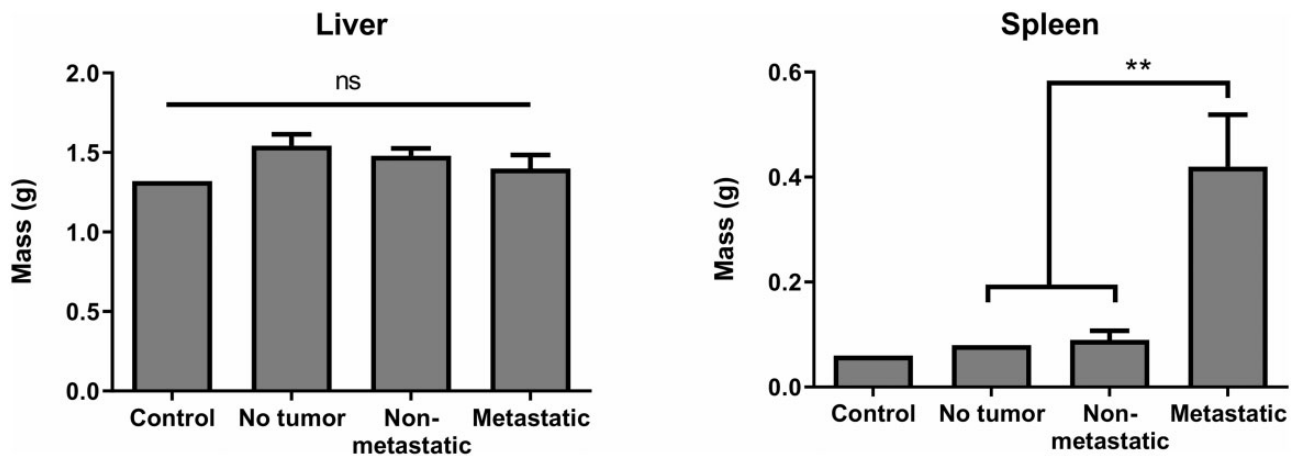 Liver
2.0
1.5
1.0
0.5
0.0
Mass (g)
ns
Control
No tumor
Non-
metastatic
Metastatic
Spleen
0.6
0.4
0.2
0.0
Mass (g)
**
Control
No tumor
Non-
metastatic
Metastatic